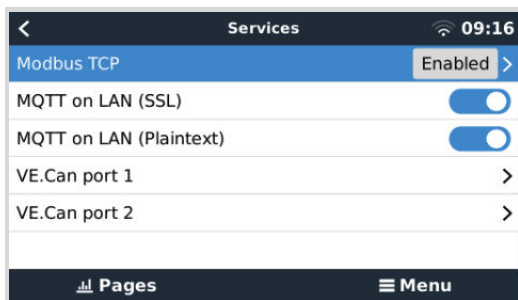 Services 09:16
Modbus TCP Enabled
MQTT on LAN (SSL)
MQTT on LAN (Plaintext)
VE.Can port 1
VE.Can port 2
Pages Menu